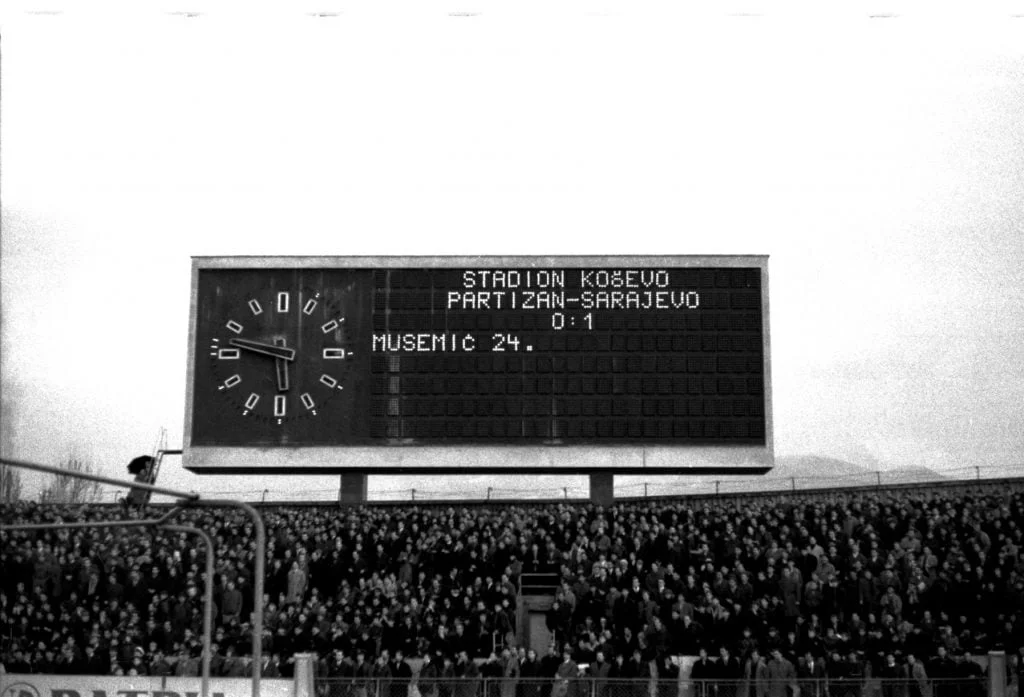 STADION KOŠEVO
PARTIZAN-SARAJEVO
0:1
MUSEMIĆ 24.